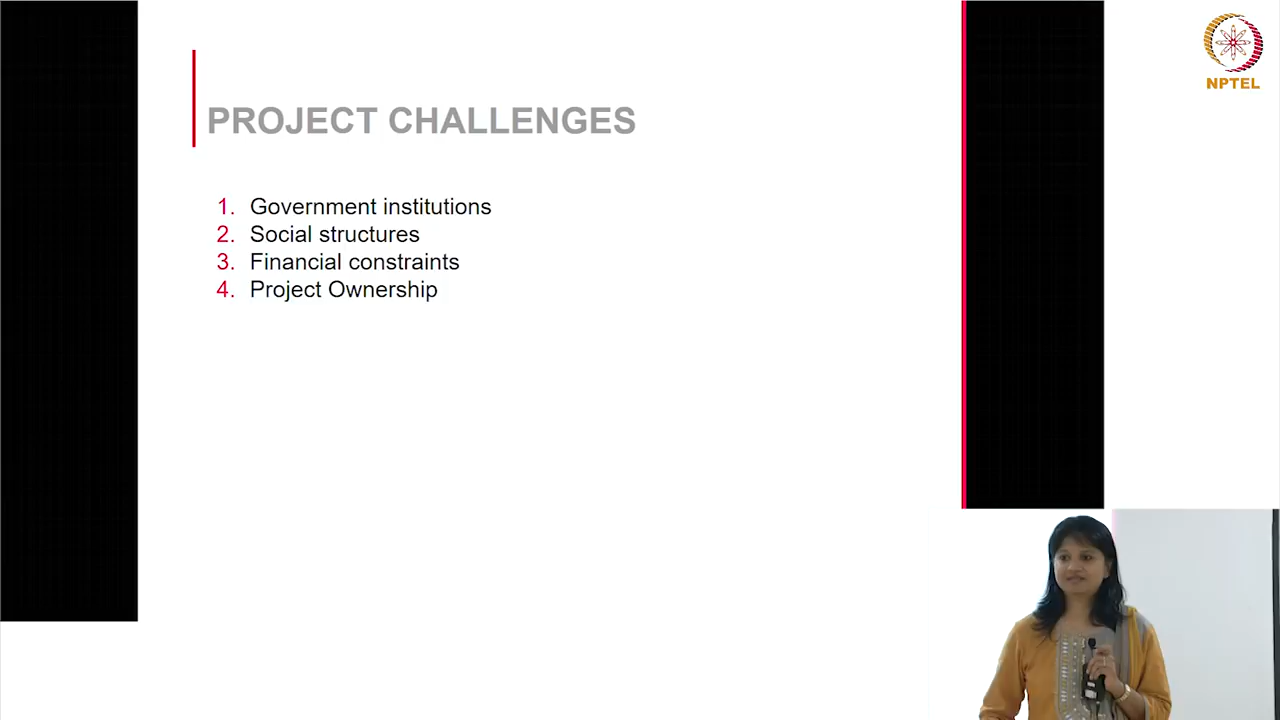 PROJECT CHALLENGES
1. Government institutions
2. Social structures
3. Financial constraints
4. Project Ownership
NPTEL